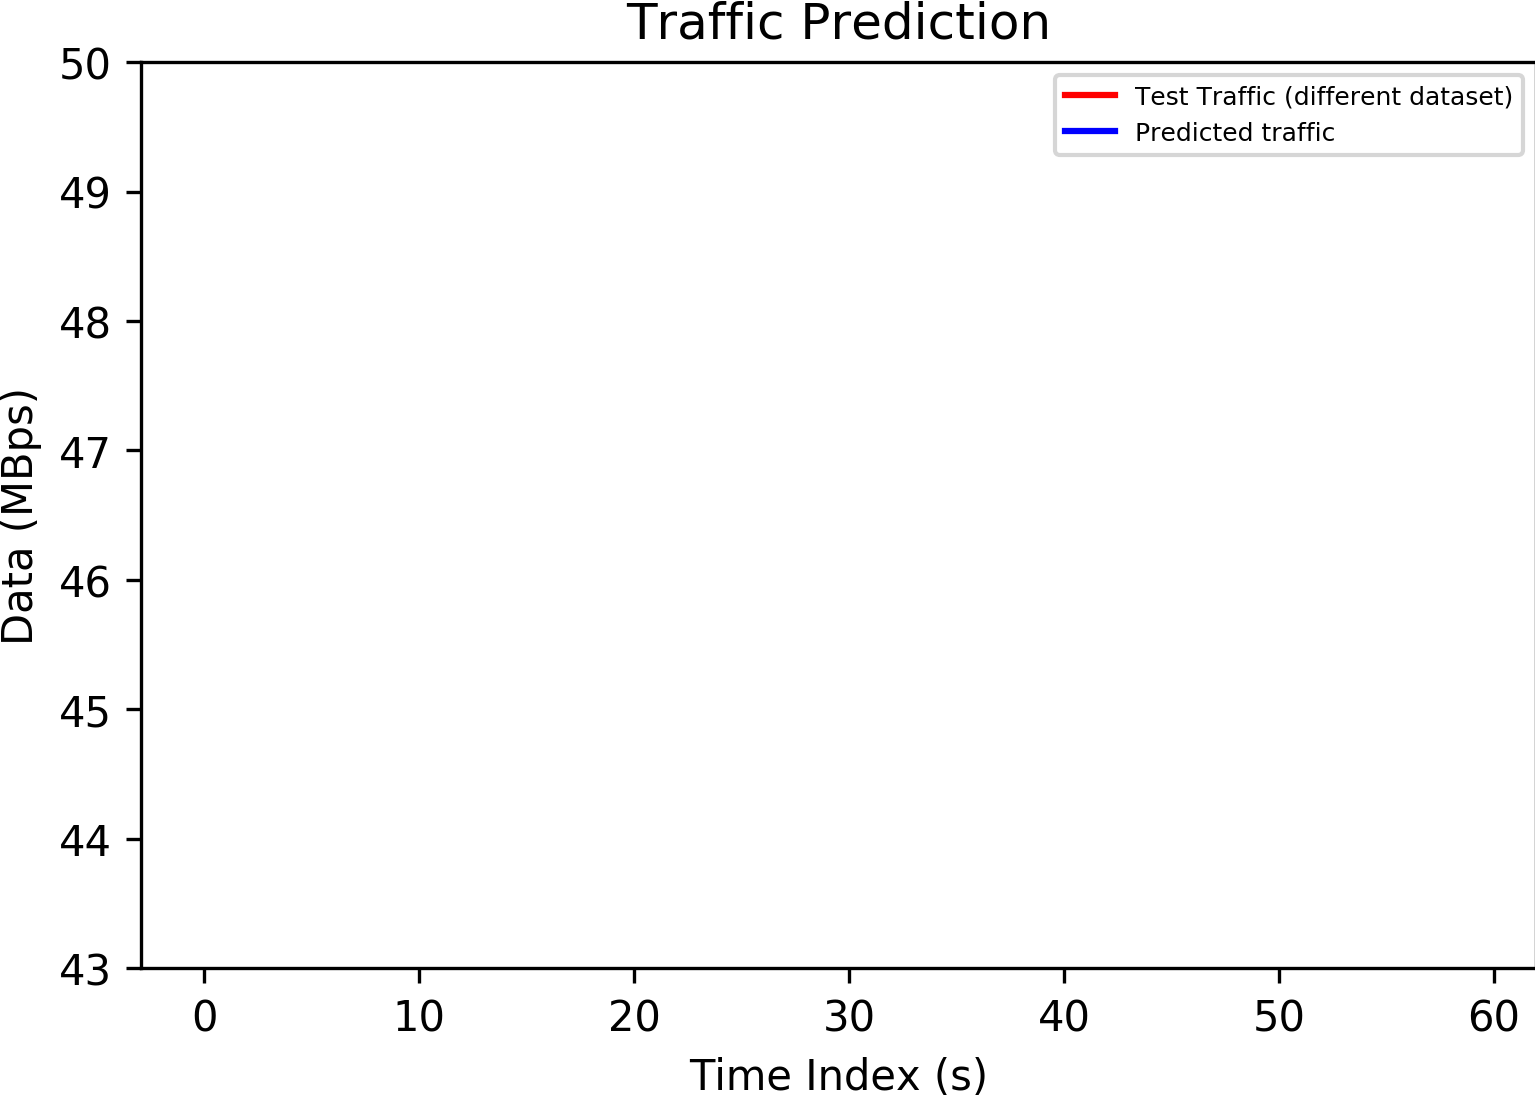 Traffic Prediction
Test Traffic (different dataset)
Predicted traffic
50
49
48
47
46
45
44
43
Data (MBps)
0 10 20 30 40 50 60
Time Index (s)